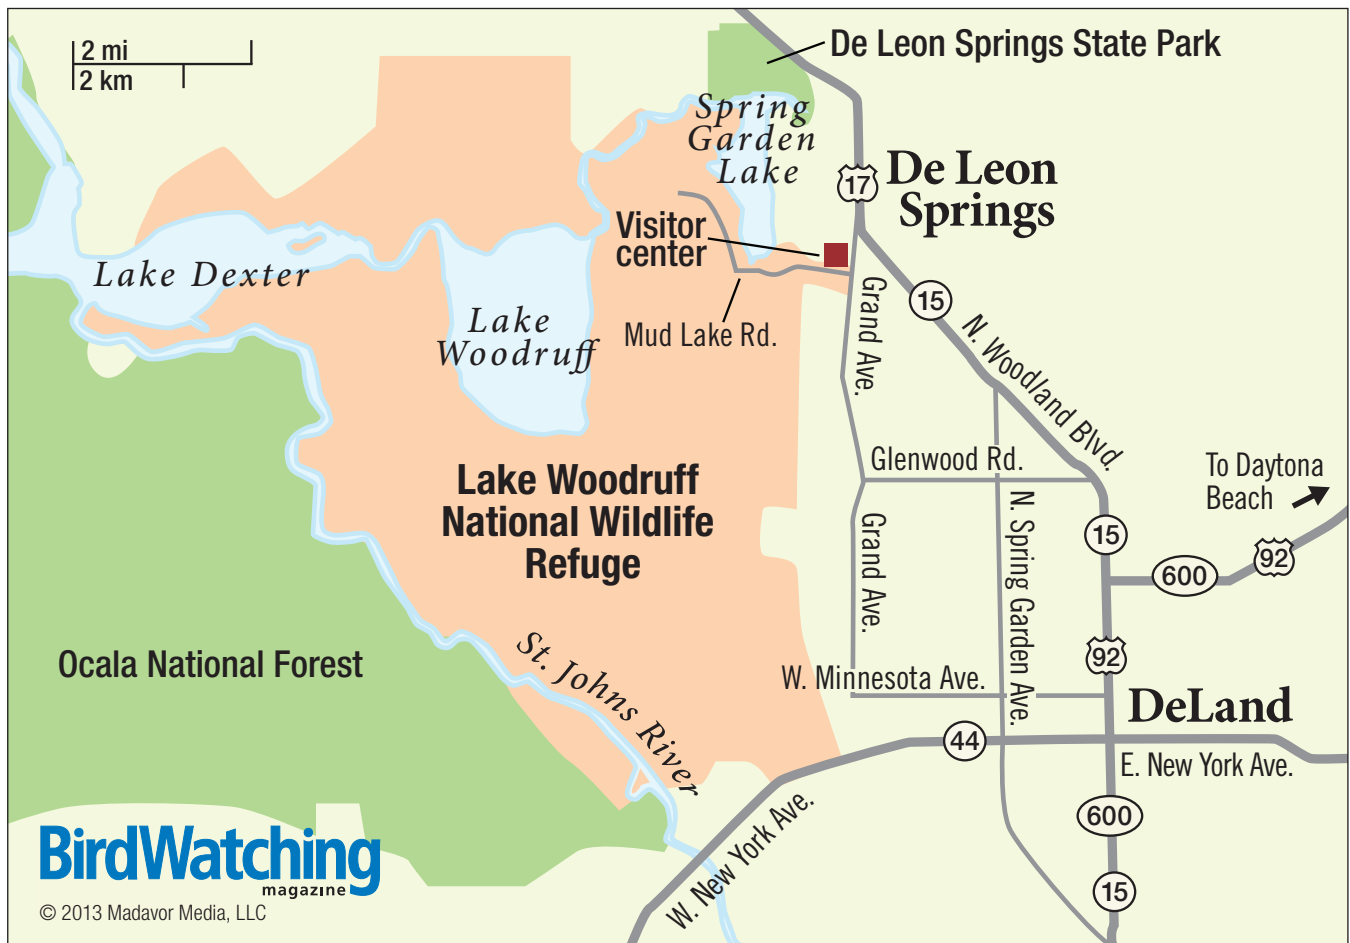 2 mi
2 km
De Leon Springs State Park
Spring
Garden
Lake
17
De Leon
Springs
Visitor
center
Lake Dexter
Lake
Woodruff
Mud Lake Rd.
Grand Ave.
15
N. Woodland Blvd.
Glenwood Rd.
To Daytona
Beach
Lake Woodruff
National Wildlife
Refuge
Grand Ave.
N. Spring Garden Ave.
15
600
92
Ocala National Forest
St. Johns River
92
W. Minnesota Ave.
DeLand
44
E. New York Ave.
W. New York Ave.
600
15
BirdWatching
magazine
© 2013 Madavor Media, LLC